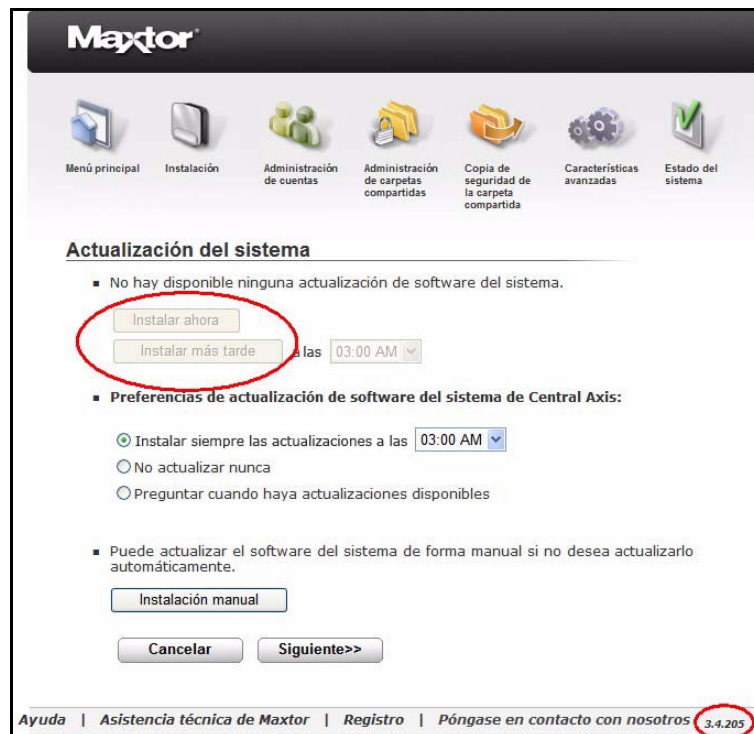 Maxtor
Menú principal
Instalación
Administración
de cuentas
Administración
de carpetas
compartidas
Copia de
seguridad de
la carpeta
compartida
Características
avanzadas
Estado del
sistema
Actualización del sistema
No hay disponible ninguna actualización de software del sistema.
Instalar ahora
Instalar más tarde a las 03:00 AM
Preferencias de actualización de software del sistema de Central Axis:
Instalar siempre las actualizaciones a las 03:00 AM
No actualizar nunca
Preguntar cuando haya actualizaciones disponibles
Puede actualizar el software del sistema de forma manual si no desea actualizarlo
automáticamente.
Instalación manual
Cancelar Siguiente>>
Ayuda | Asistencia técnica de Maxtor | Registro | Póngase en contacto con nosotros 3.4.205